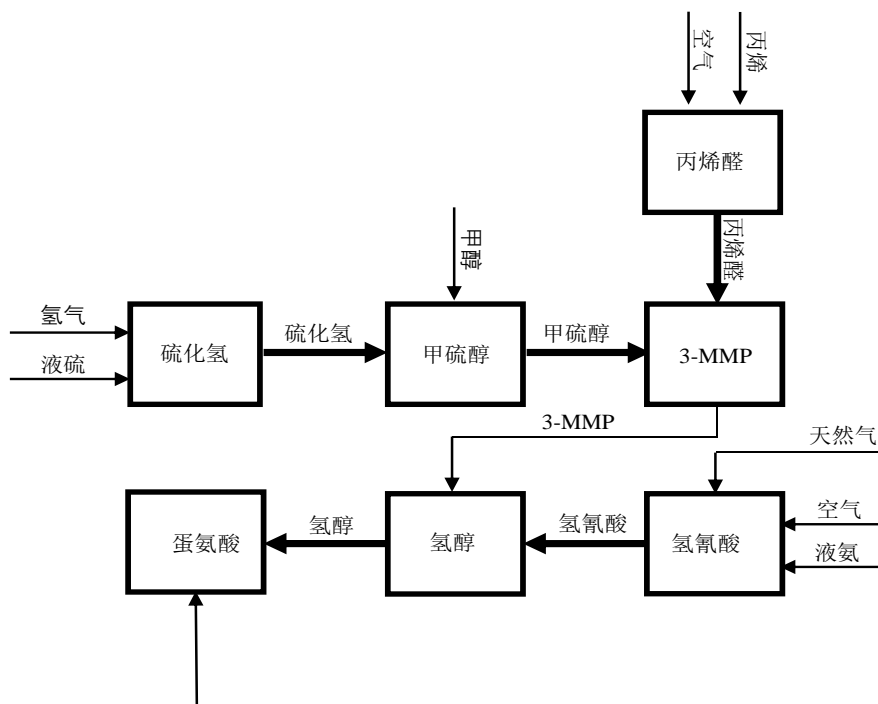 空气
丙烯
丙烯醛
丙烯醛
甲醇
氢气
液硫
硫化氢
硫化氢
甲硫醇
甲硫醇
3-MMP
3-MMP
天然气
空气
液氨
蛋氨酸
氢醇
氢醇
氢氰酸
氢氰酸